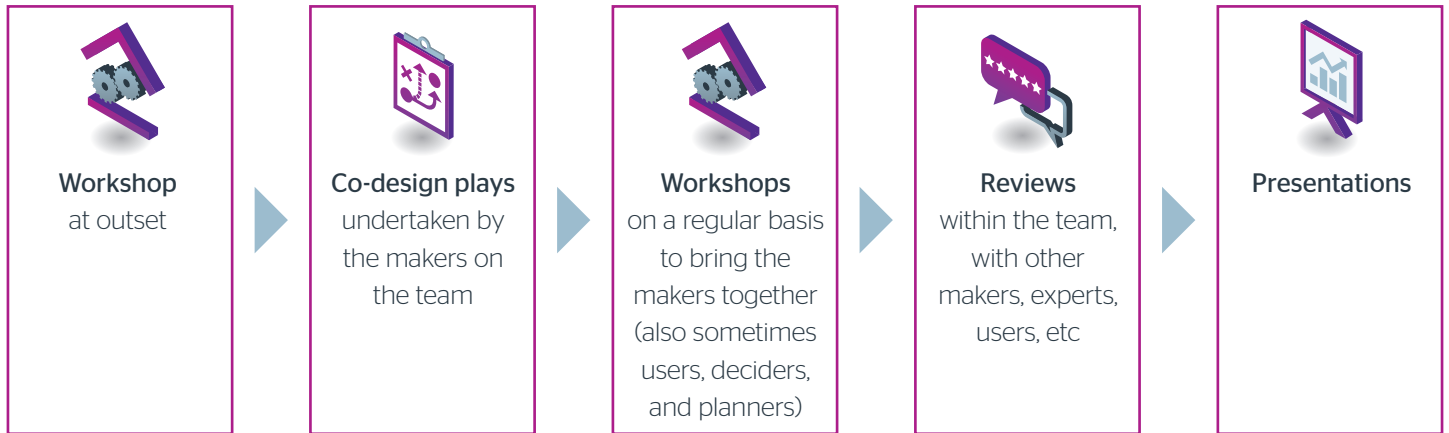 Workshop
at outset
Co-design plays
undertaken by
the makers on
the team
Workshops
on a regular basis
to bring the
makers together
(also sometimes
users, deciders,
and planners)
Reviews
within the team,
with other
makers, experts,
users, etc
Presentations